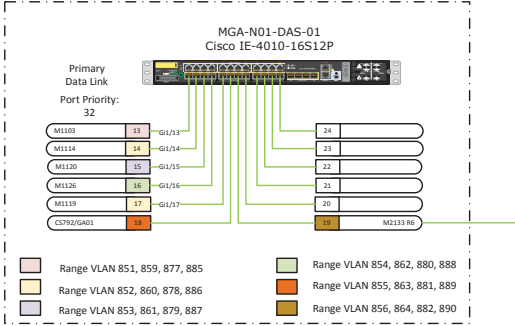 MGA-N01-DAS-01
Cisco IE-4010-16S12P
Primary
Data Link
Port Priority:
32
M1103 13 Gi1/13 24
M1114 14 Gi1/14 23
M1120 15 Gi1/15 22
M1126 16 Gi1/16 21
M1119 17 Gi1/17 20
CS792/GA01 18 19 M2133 R6
Range VLAN 851, 859, 877, 885 Range VLAN 854, 862, 880, 888
Range VLAN 852, 860, 878, 886 Range VLAN 855, 863, 881, 889
Range VLAN 853, 861, 879, 887 Range VLAN 856, 864, 882, 890